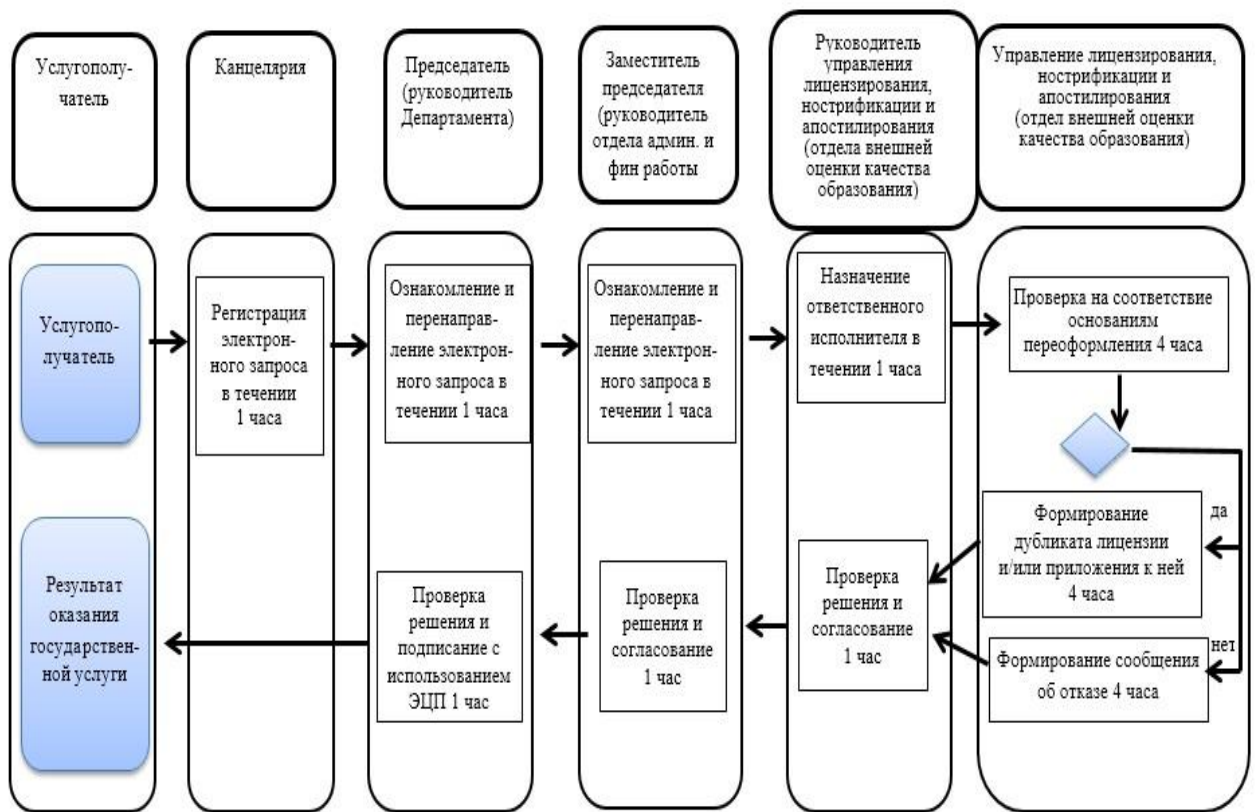 Услугополу-
чатель
Канцелярия
Председатель
(руководитель
Департамента)
Заместитель
председателя
(руководитель
отдела админ. и
фин работы
Руководитель
управления
лицензирования,
нострификации и
апостилирования
(отдела внешней
оценки качества
образования)
Управление лицензирования,
нострификации и
апостилирования
(отдел внешней оценки
качества образования)
Услугопо-
лучатель
Регистрация
электрон-
ного запроса
в течении
1 часа
Ознакомление и
перенаправ-
ление электрон-
ного запроса в
течении 1 часа
Ознакомление и
перенаправ-
ление электрон-
ного запроса в
течении 1 часа
Назначение
ответственного
исполнителя в
течении 1 часа
Проверка на соответствие
основаниям
переоформления 4 часа
да
Формирование
дубликата лицензии
и/или приложения к ней
4 часа
нет
Формирование сообщения
об отказе 4 часа
Проверка
решения и
согласование
1 час
Проверка
решения и
согласование
1 час
Проверка
решения и
подписание с
использованием
ЭЦП 1 час
Результат
оказания
государствен-
ной услуги